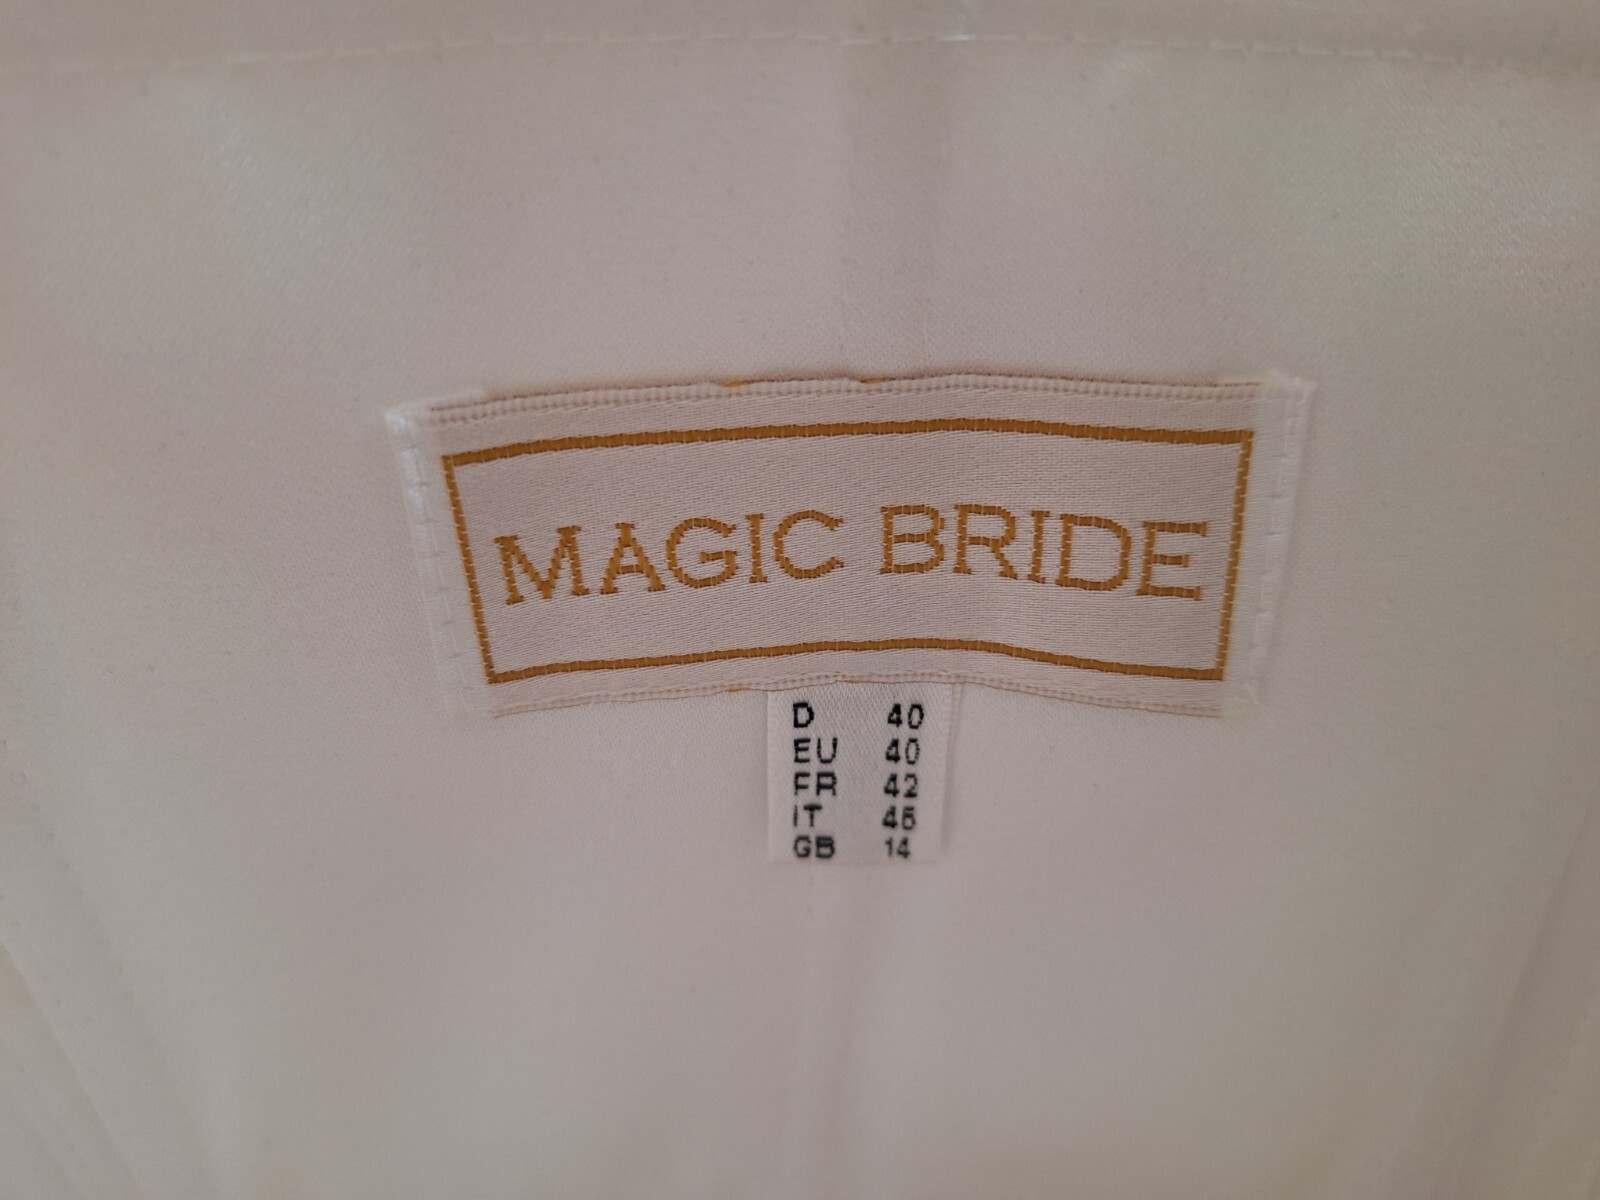 MAGIC BRIDE
D 40
EU 40
FR 42
IT 46
GB 14